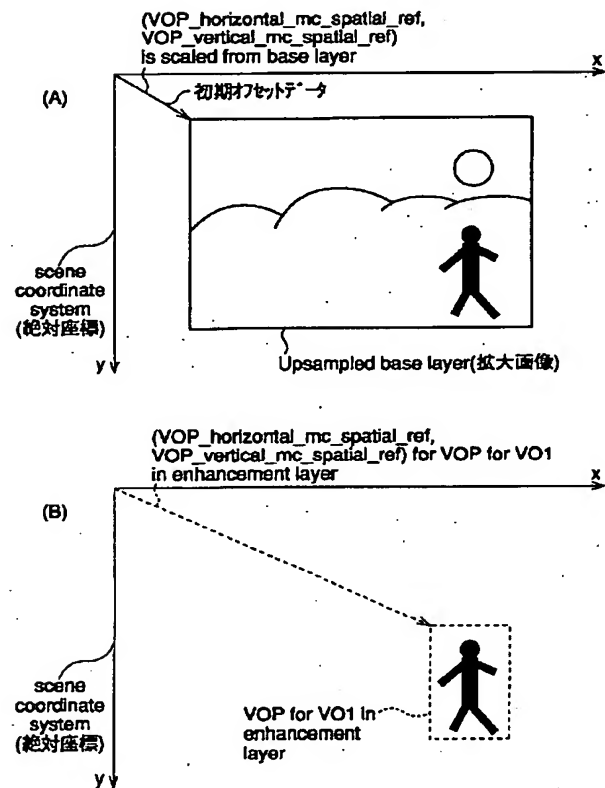 (VOP_horizontal_mc_spatial_ref,
VOP_vertical_mc_spatial_ref)
is scaled from base layer
x
(A)
初期オフセットデータ
scene
coordinate
system
(絶対座標)
y
Upsampled base layer(拡大画像)
(VOP_horizontal_mc_spatial_ref,
VOP_vertical_mc_spatial_ref) for VOP for VO1
in enhancement layer
x
(B)
scene
coordinate
system
(絶対座標)
VOP for VO1 in
enhancement
layer
y